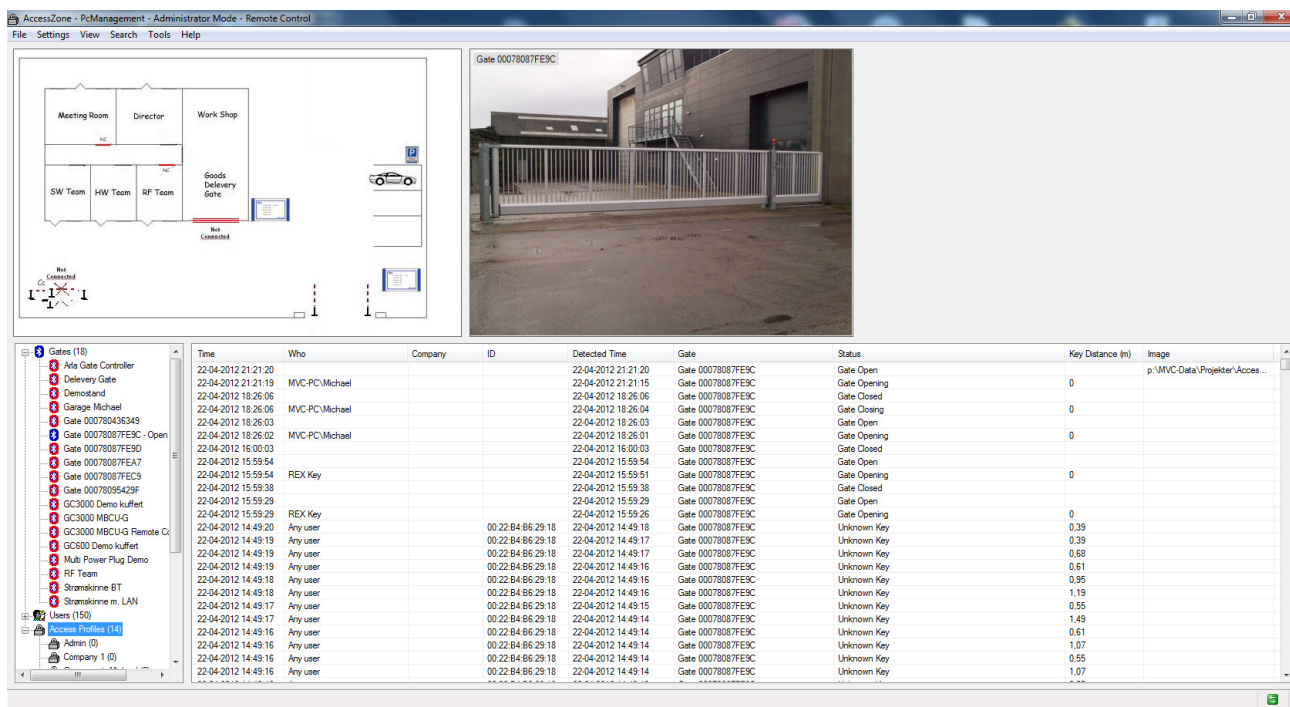 AccessZone - PcManagement - Administrator Mode - Remote Control
File Settings View Search Tools Help
Meeting Room Director Work Shop
NC
NC
SW Team HW Team RF Team
Goods
Delevery
Gate
Not
Connected
Not
Connected
P
Gate 00078087FE9C
Gates (18)
Arla Gate Controller
Delevery Gate
Demostand
Garage Michael
Gate 000780436349
Gate 00078087FE9C - Open
Gate 00078087FE9D
Gate 00078087FEA7
Gate 00078087FEC9
Gate 00078095429F
GC3000 Demo kuffert
GC3000 MBCU-G
GC3000 MBCU-G Remote Co
GC600 Demo kuffert
Multi Power Plug Demo
RF Team
Strømskinne BT
Strømskinne m. LAN
Users (150)
Access Profiles (14)
Admin (0)
Company 1 (0)
Time Who Company ID Detected Time Gate Status Key Distance (m) Image
22-04-2012 21:21:20 22-04-2012 21:21:20 Gate 00078087FE9C Gate Open p:\MVC-Data\Projekter\Acces...
22-04-2012 21:21:19 MVC-PC\Michael 22-04-2012 21:21:15 Gate 00078087FE9C Gate Opening 0
22-04-2012 18:26:06 22-04-2012 18:26:06 Gate 00078087FE9C Gate Closed
22-04-2012 18:26:06 MVC-PC\Michael 22-04-2012 18:26:04 Gate 00078087FE9C Gate Closing 0
22-04-2012 18:26:03 22-04-2012 18:26:03 Gate 00078087FE9C Gate Open
22-04-2012 18:26:02 MVC-PC\Michael 22-04-2012 18:26:01 Gate 00078087FE9C Gate Opening 0
22-04-2012 16:00:03 22-04-2012 16:00:03 Gate 00078087FE9C Gate Closed
22-04-2012 15:59:54 22-04-2012 15:59:54 Gate 00078087FE9C Gate Open
22-04-2012 15:59:54 REX Key 22-04-2012 15:59:51 Gate 00078087FE9C Gate Opening 0
22-04-2012 15:59:38 22-04-2012 15:59:38 Gate 00078087FE9C Gate Closed
22-04-2012 15:59:29 22-04-2012 15:59:29 Gate 00078087FE9C Gate Open
22-04-2012 15:59:29 REX Key 22-04-2012 15:59:26 Gate 00078087FE9C Gate Opening 0
22-04-2012 14:49:20 Any user 00:22:B4:B6:29:18 22-04-2012 14:49:18 Gate 00078087FE9C Unknown Key 0,39
22-04-2012 14:49:19 Any user 00:22:B4:B6:29:18 22-04-2012 14:49:17 Gate 00078087FE9C Unknown Key 0,39
22-04-2012 14:49:19 Any user 00:22:B4:B6:29:18 22-04-2012 14:49:17 Gate 00078087FE9C Unknown Key 0,68
22-04-2012 14:49:19 Any user 00:22:B4:B6:29:18 22-04-2012 14:49:16 Gate 00078087FE9C Unknown Key 0,61
22-04-2012 14:49:18 Any user 00:22:B4:B6:29:18 22-04-2012 14:49:16 Gate 00078087FE9C Unknown Key 0,95
22-04-2012 14:49:18 Any user 00:22:B4:B6:29:18 22-04-2012 14:49:16 Gate 00078087FE9C Unknown Key 1,19
22-04-2012 14:49:17 Any user 00:22:B4:B6:29:18 22-04-2012 14:49:15 Gate 00078087FE9C Unknown Key 0,55
22-04-2012 14:49:17 Any user 00:22:B4:B6:29:18 22-04-2012 14:49:14 Gate 00078087FE9C Unknown Key 1,49
22-04-2012 14:49:16 Any user 00:22:B4:B6:29:18 22-04-2012 14:49:14 Gate 00078087FE9C Unknown Key 0,61
22-04-2012 14:49:16 Any user 00:22:B4:B6:29:18 22-04-2012 14:49:14 Gate 00078087FE9C Unknown Key 1,07
22-04-2012 14:49:16 Any user 00:22:B4:B6:29:18 22-04-2012 14:49:14 Gate 00078087FE9C Unknown Key 0,55
22-04-2012 14:49:16 Any user 00:22:B4:B6:29:18 22-04-2012 14:49:14 Gate 00078087FE9C Unknown Key 1,07